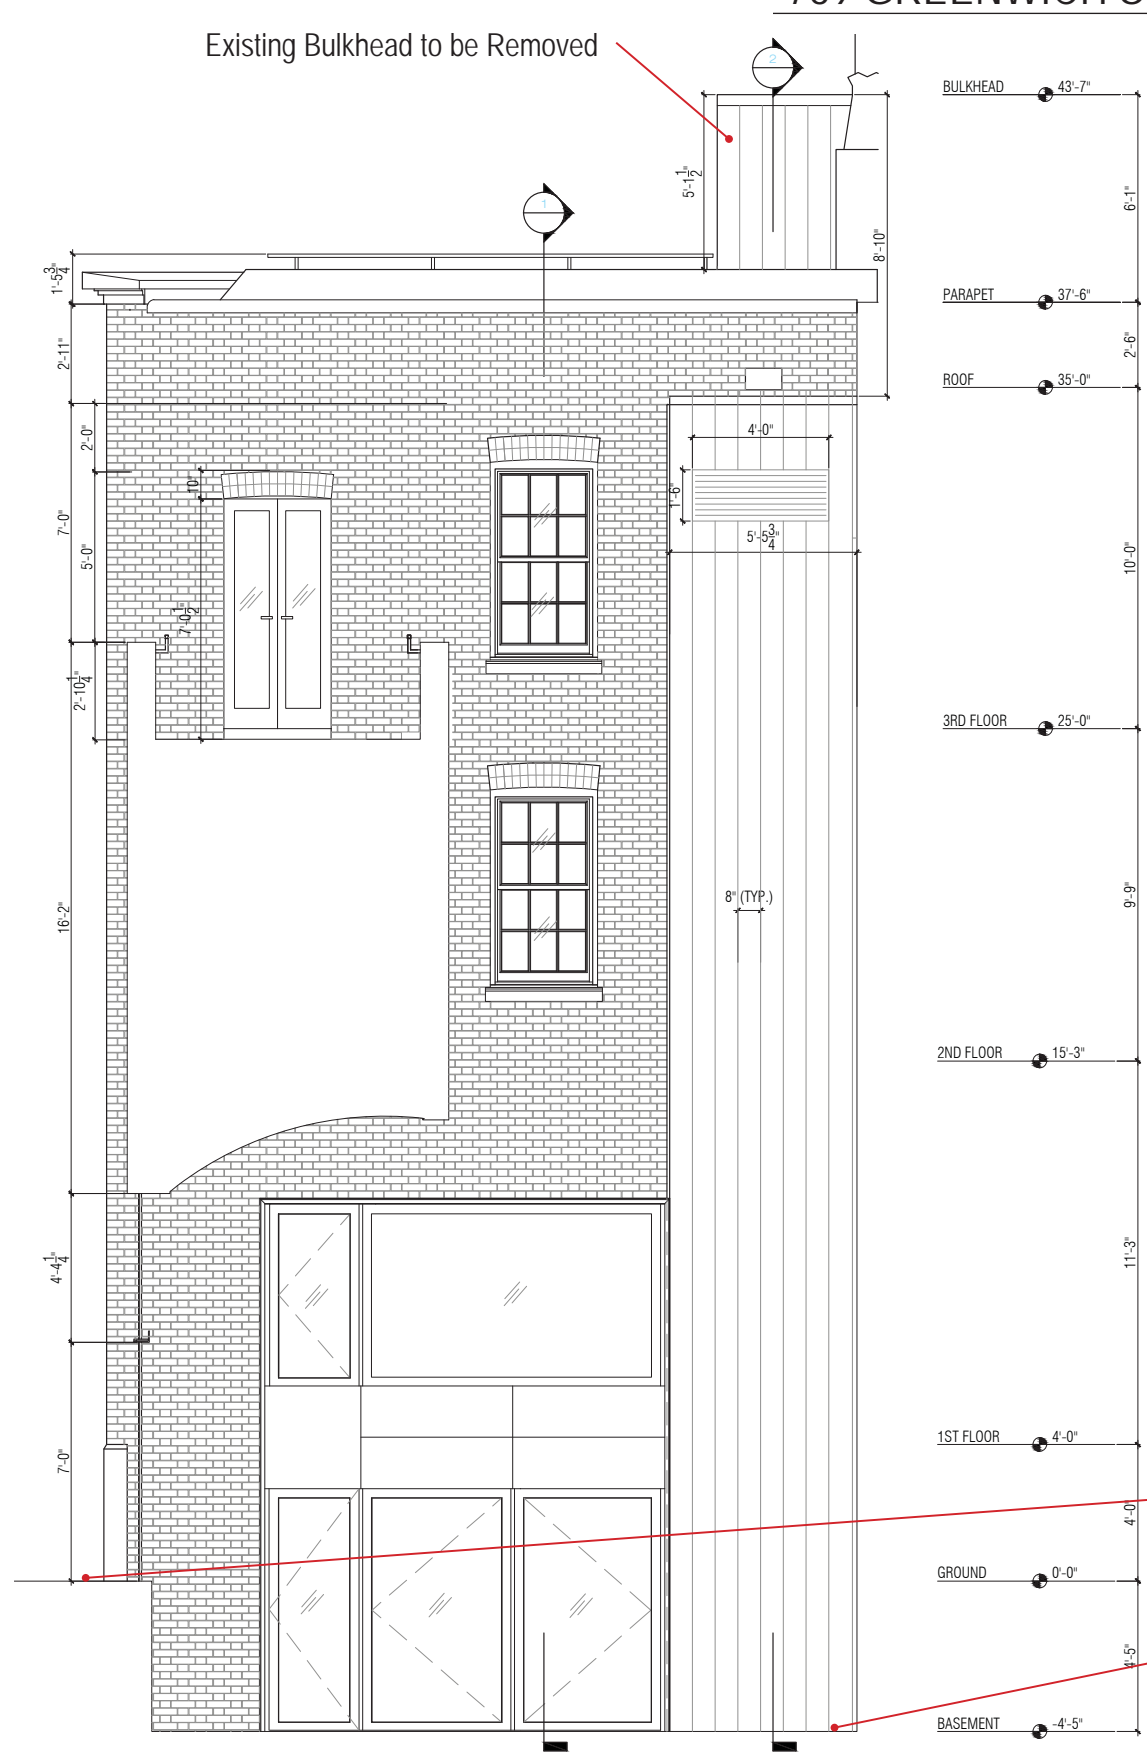 Existing Bulkhead to be Removed
2
BULKHEAD 43'-7"
5'-1 1/2"
6'-1"
1
8'-10"
1'-5 3/4"
PARAPET 37'-6"
2'-11"
2'-6"
ROOF 35'-0"
2'-0"
4'-0"
10"
1'-6"
7'-0"
5'-0"
5'-5 3/4"
10'-0"
7'-0 1/2"
2'-10 1/4"
3RD FLOOR 25'-0"
8" (TYP.)
16'-2"
9'-9"
2ND FLOOR 15'-3"
4'-4 1/4"
11'-3"
1ST FLOOR 4'-0"
7'-0"
4'-0"
GROUND 0'-0"
4'-5"
BASEMENT -4'-5"